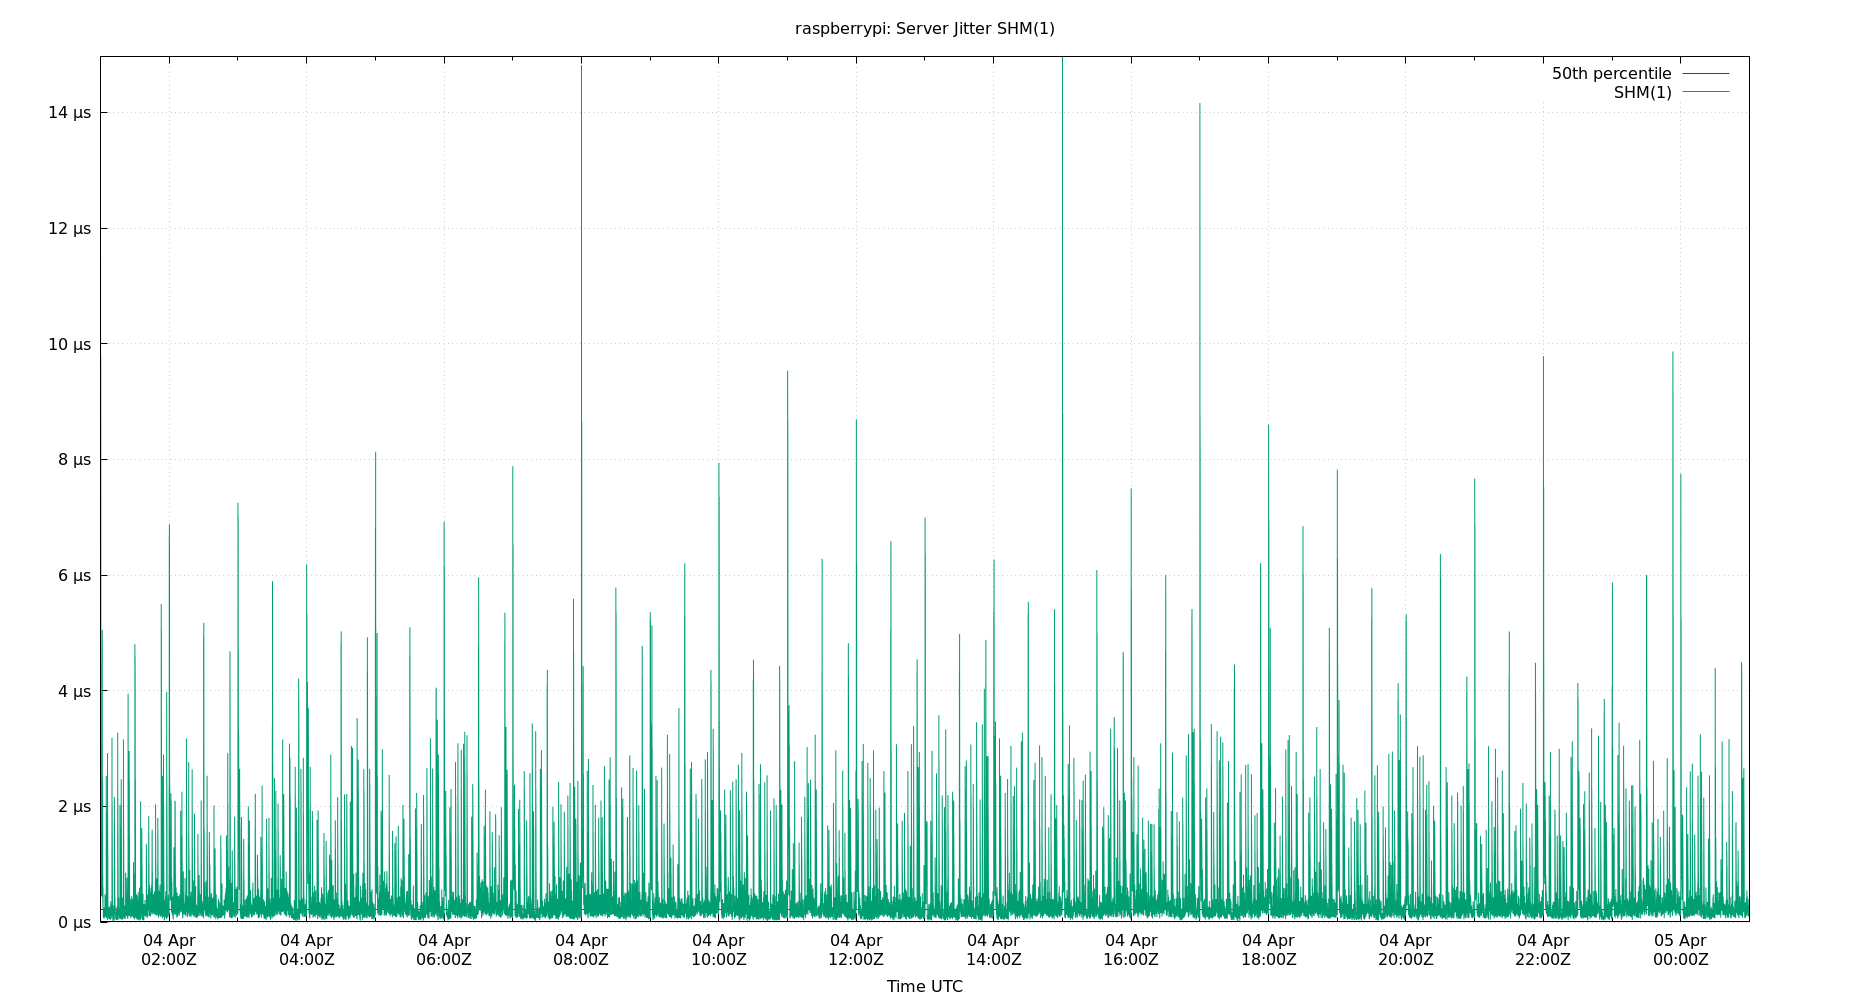 raspberrypi: Server Jitter SHM(1)
50th percentile
SHM(1)
14 μs
12 μs
10 μs
8 μs
6 μs
4 μs
2 μs
0 μs
04 Apr 04 Apr 04 Apr 04 Apr 04 Apr 04 Apr 04 Apr 04 Apr 04 Apr 04 Apr 04 Apr 05 Apr
02:00Z 04:00Z 06:00Z 08:00Z 10:00Z 12:00Z 14:00Z 16:00Z 18:00Z 20:00Z 22:00Z 00:00Z
Time UTC